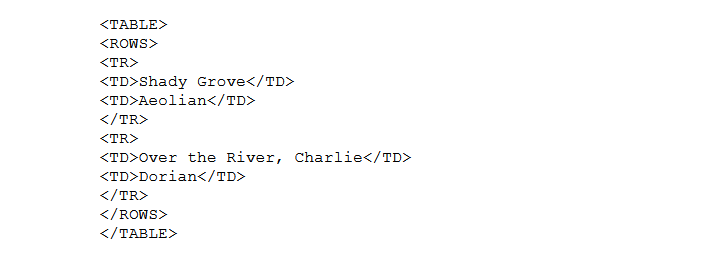 <TABLE>
<ROWS>
<TR>
<TD>Shady Grove</TD>
<TD>Aeolian</TD>
</TR>
<TR>
<TD>Over the River, Charlie</TD>
<TD>Dorian</TD>
</TR>
</ROWS>
</TABLE>